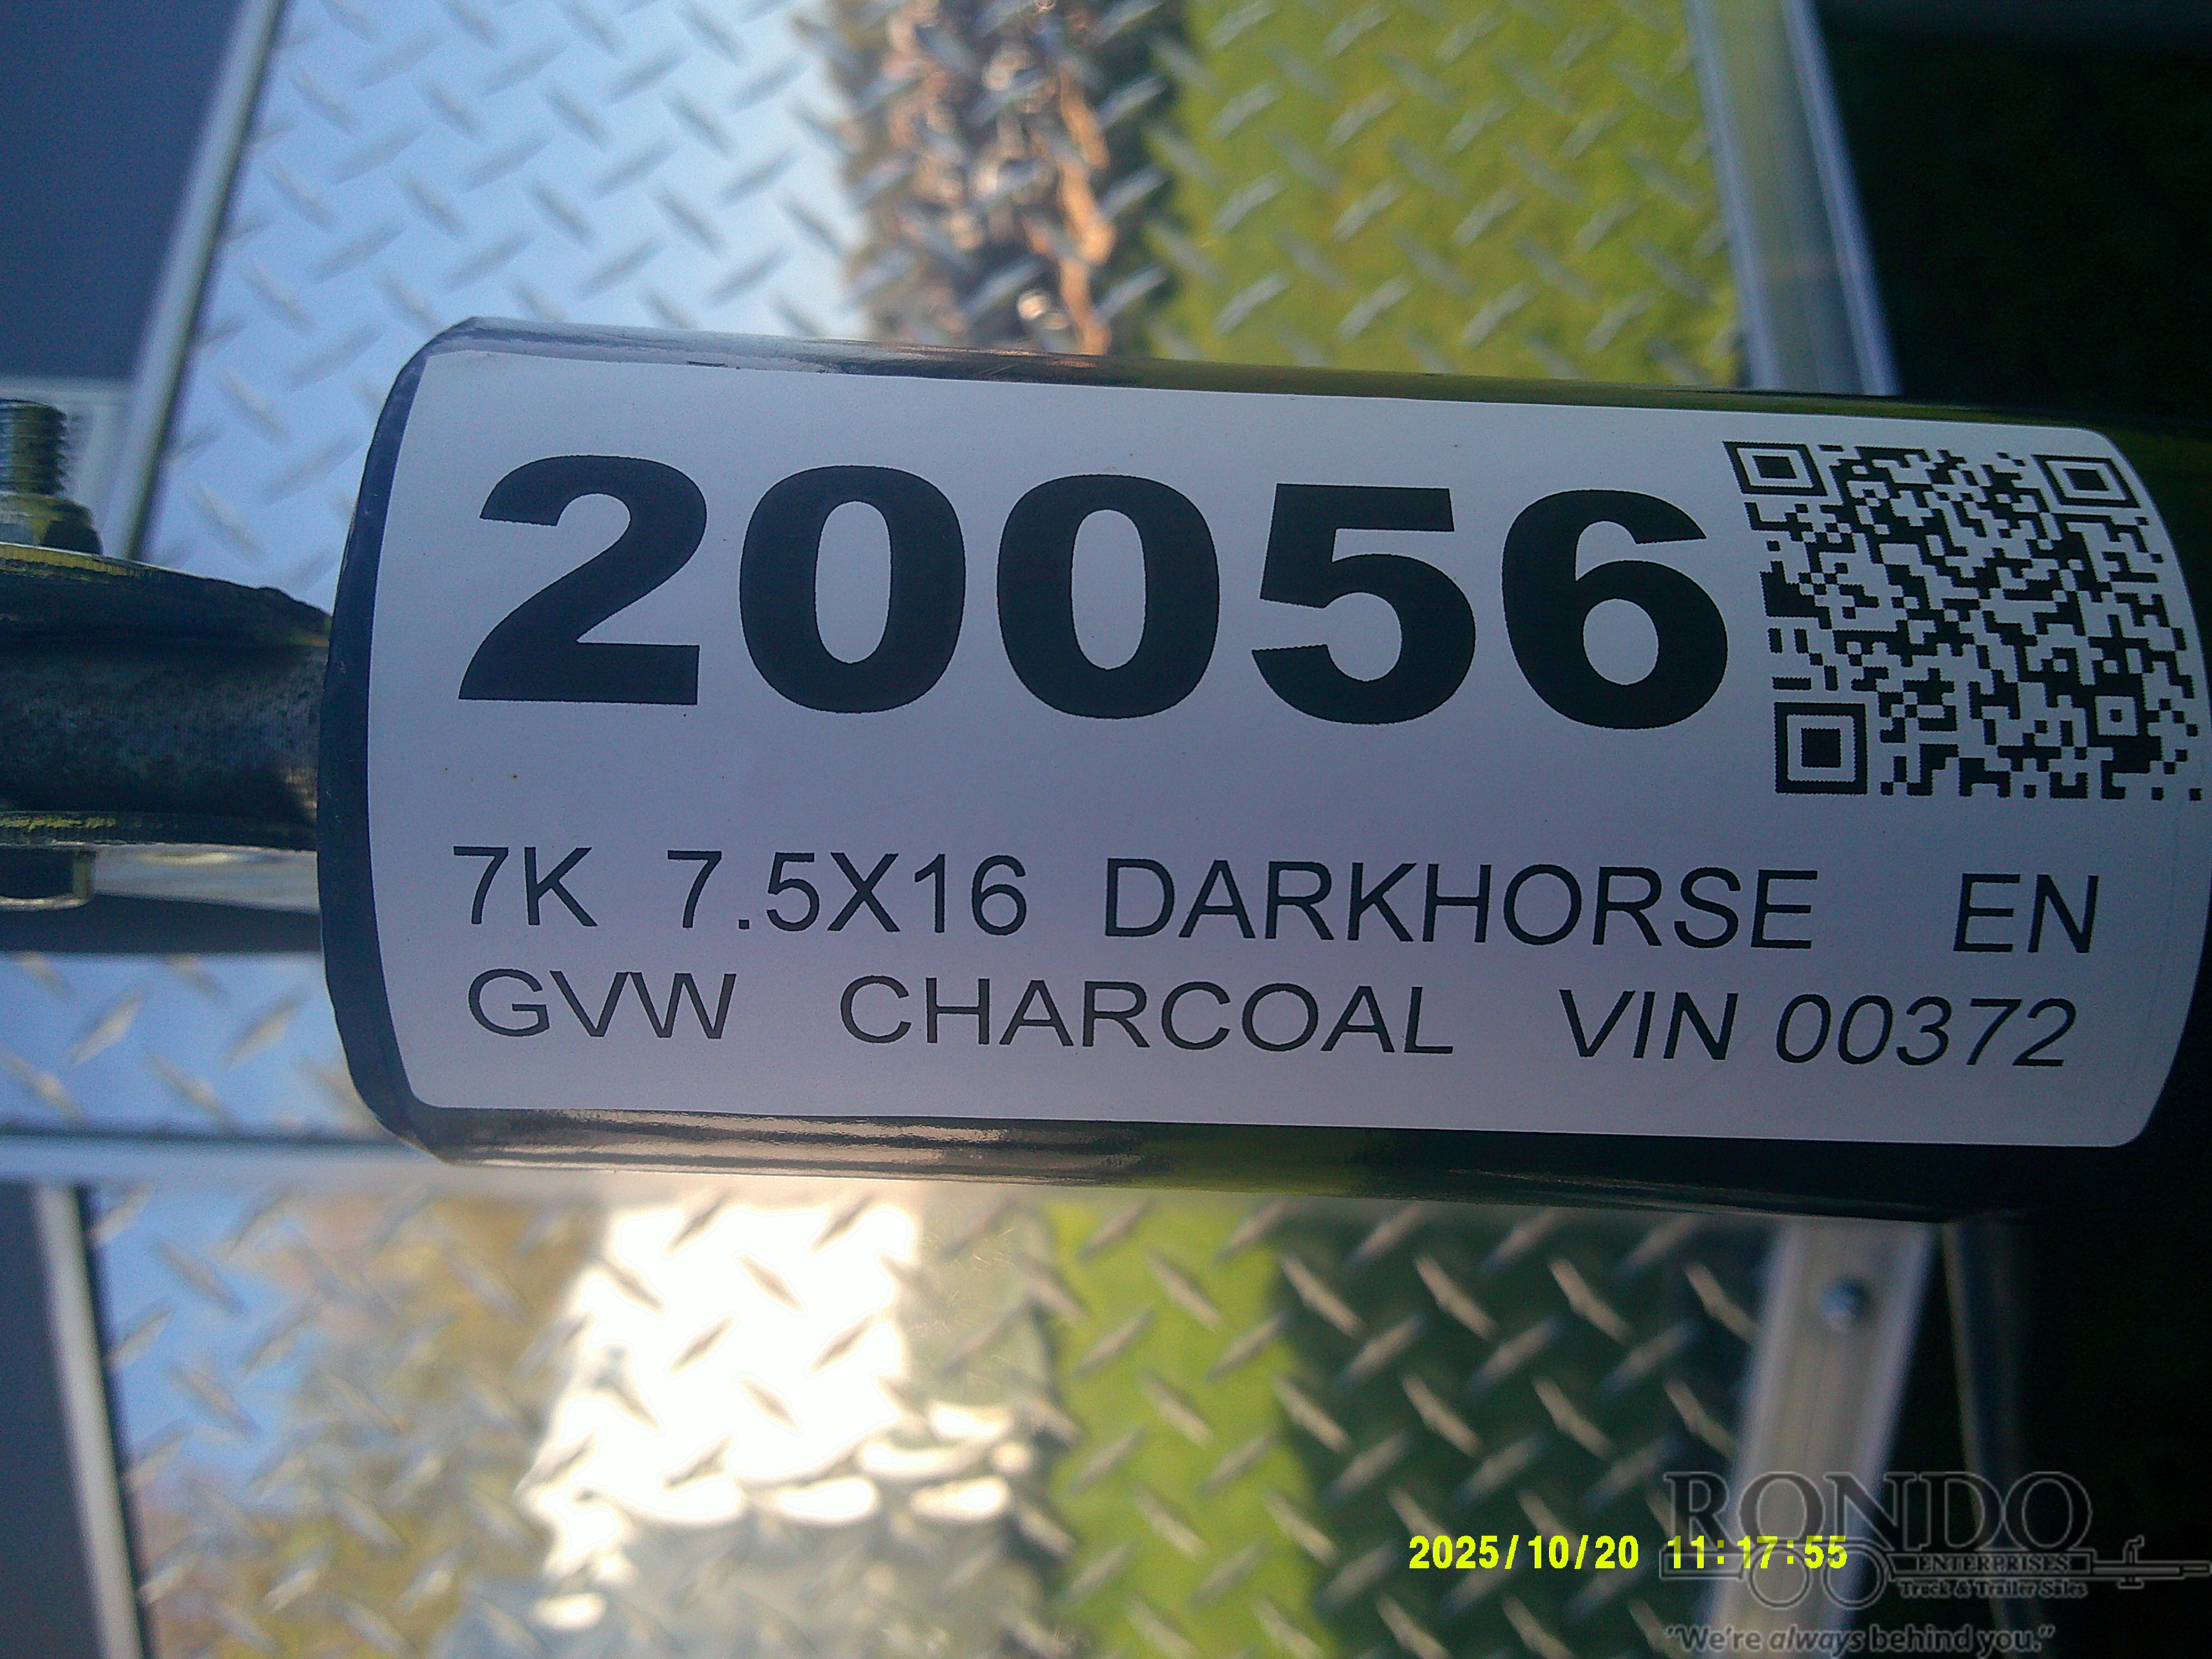 20056
7K 7.5X16 DARKHORSE EN
GVW CHARCOAL VIN 00372
2025/10/20 11:17:55
RONDO
ENTERPRISES
Truck & Trailer Sales
"We're always behind you."